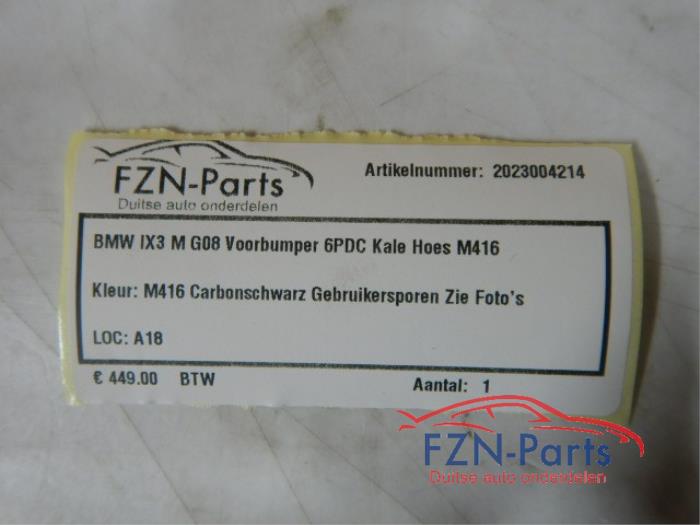 FZN-Parts
Duitse auto onderdelen
Artikelnummer: 2023004214
BMW IX3 M G08 Voorbumper 6PDC Kale Hoes M416
Kleur: M416 Carbonschwarz Gebruikersporen Zie Foto's
LOC: A18
€ 449.00 BTW
Aantal: 1
FZN-Parts
Duitse auto onderdelen